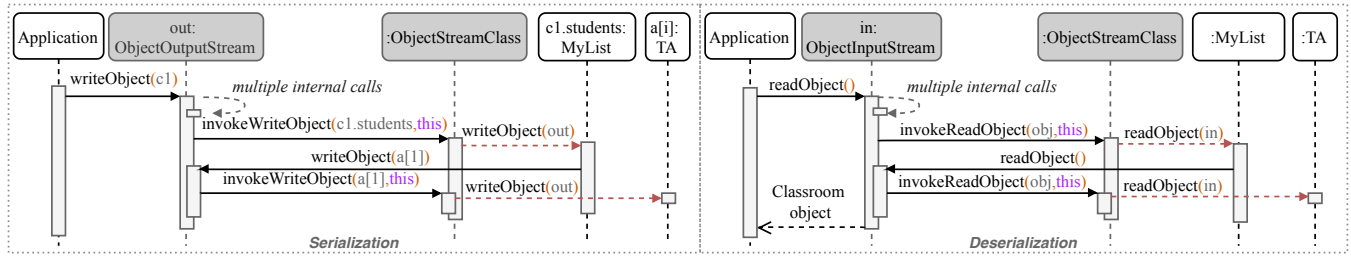 Application
out:
ObjectOutputStream
:ObjectStreamClass
c1.students:
MyList
a[i]:
TA
writeObject(c1)
multiple internal calls
invokeWriteObject(c1.students,this)
writeObject(out)
writeObject(a[1])
invokeWriteObject(a[1],this)
writeObject(out)
Serialization
Application
in:
ObjectInputStream
:ObjectStreamClass
:MyList
:TA
readObject()
multiple internal calls
invokeReadObject(obj,this)
readObject(in)
readObject()
invokeReadObject(obj,this)
readObject(in)
Classroom
object
Deserialization